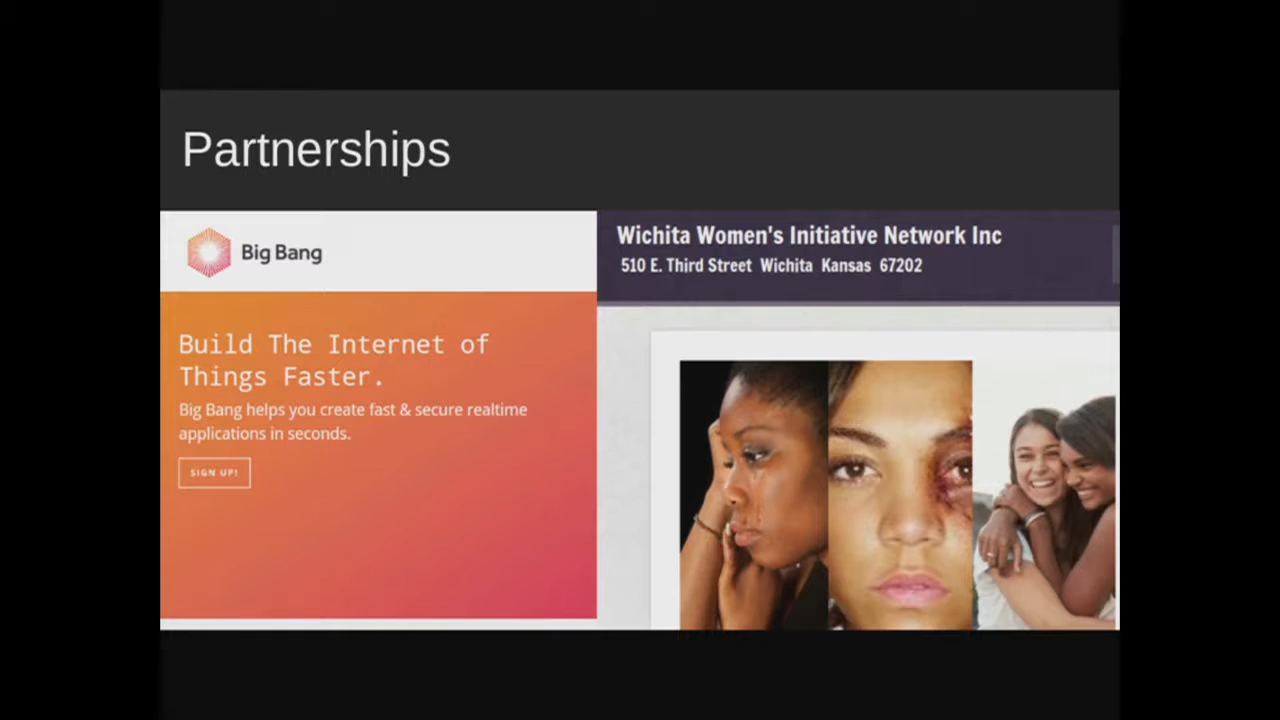 Partnerships
Big Bang
Build The Internet of
Things Faster.
Big Bang helps you create fast & secure realtime
applications in seconds.
SIGN UP!
Wichita Women's Initiative Network Inc
510 E. Third Street Wichita Kansas 67202